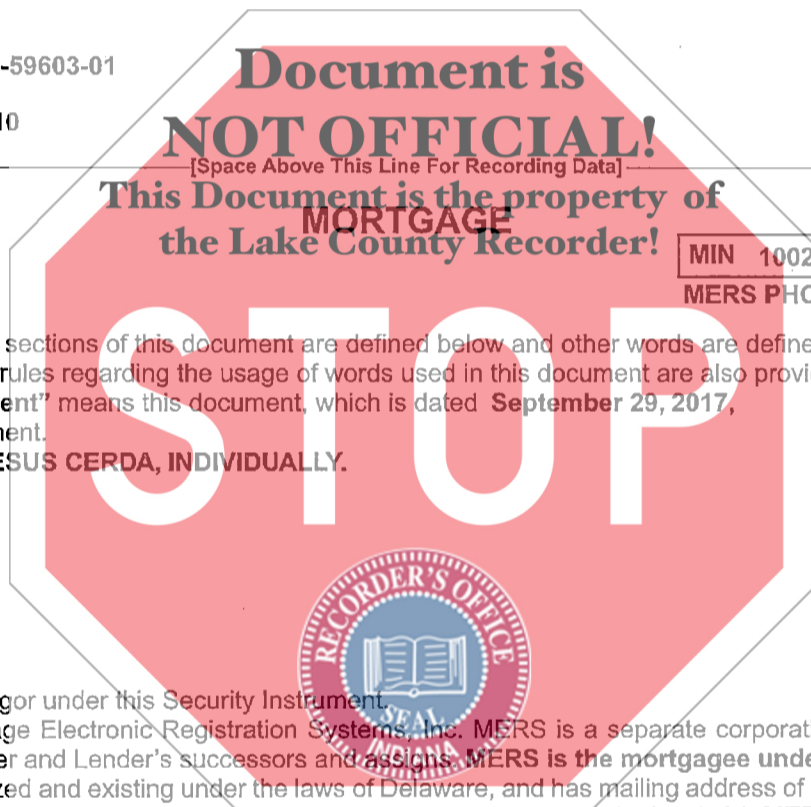 -59603-01
Document is
NOT OFFICIAL!
[Space Above This Line For Recording Data]
This Document is the property of
MORTGAGE
the Lake County Recorder!
MIN 1002
MERS PHO
STOP
sections of this document are defined below and other words are define
rules regarding the usage of words used in this document are also provi
ent” means this document, which is dated September 29, 2017,
ent.
ESUS CERDA, INDIVIDUALLY.
RECORDER'S OFFICE
SEAL
INDIANA
gor under this Security Instrument.
ge Electronic Registration Systems, Inc. MERS is a separate corporati
er and Lender's successors and assigns. MERS is the mortgagee unde
zed and existing under the laws of Delaware, and has mailing address of